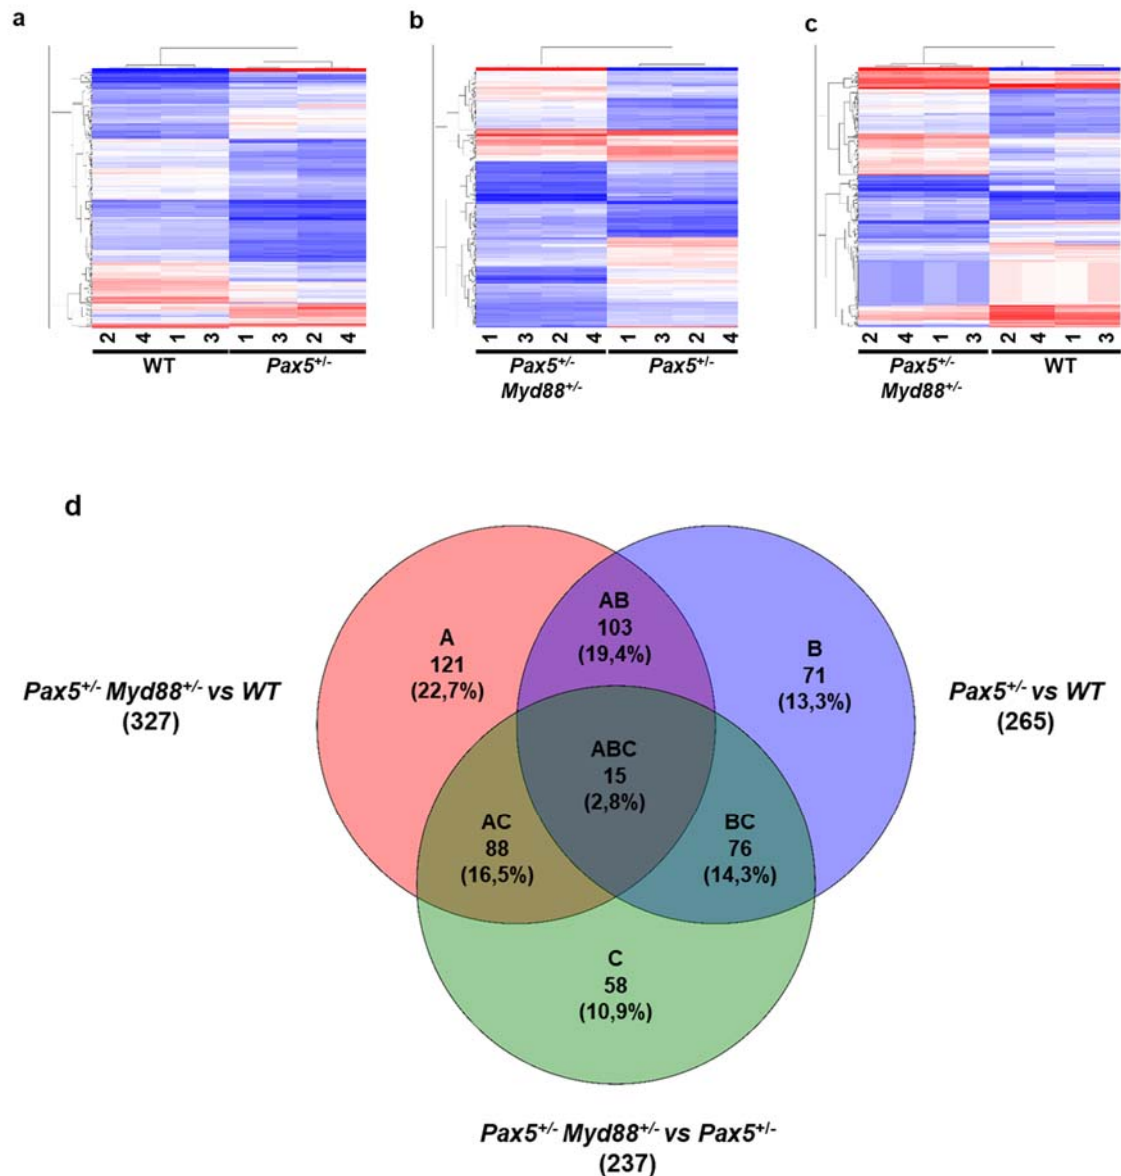 a
b
c
2 4 1 3 1 3 2 4
WT Pax5+/-
1 3 2 4 1 3 2 4
Pax5+/- Pax5+/-
Myd88+/-
2 4 1 3 2 4 1 3
Pax5+/- WT
Myd88+/-
d
AB
103
(19,4%)
A
121
(22,7%)
B
71
(13,3%)
Pax5+/- Myd88+/- vs WT
(327)
Pax5+/- vs WT
(265)
ABC
15
(2,8%)
AC
88
(16,5%)
BC
76
(14,3%)
C
58
(10,9%)
Pax5+/- Myd88+/- vs Pax5+/-
(237)